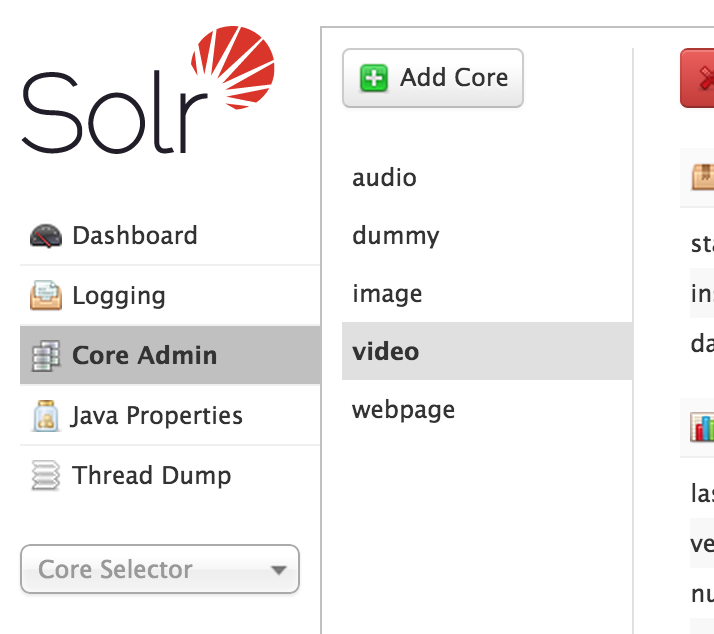 Solr
Dashboard
Logging
Core Admin
Java Properties
Thread Dump
Core Selector
Add Core
audio
dummy
image
video
webpage